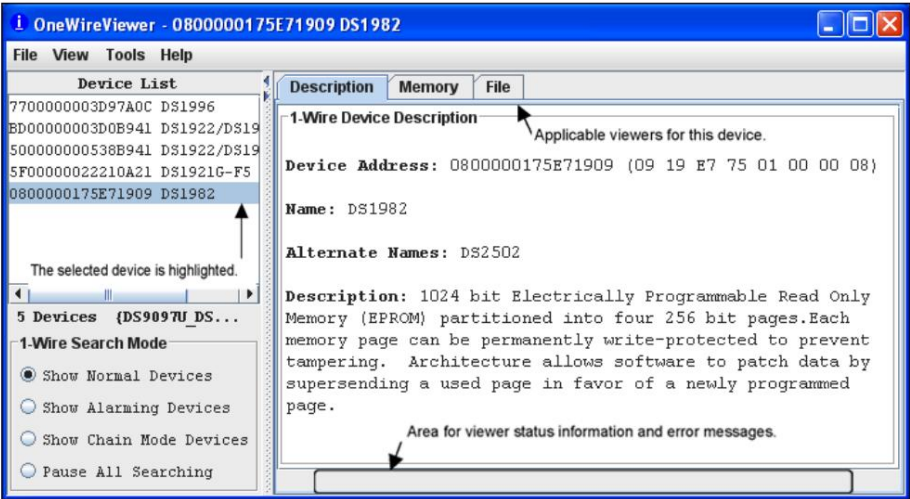 OneWireViewer - 0800000175E71909 DS1982
File View Tools Help
Device List
7700000003D97A0C DS1996
BD00000003D0B941 DS1922/DS19
500000000538B941 DS1922/DS19
5F00000022210A21 DS1921G-F5
0800000175E71909 DS1982
The selected device is highlighted.
5 Devices {DS9097U_DS...
1-Wire Search Mode
Show Normal Devices
Show Alarming Devices
Show Chain Mode Devices
Pause All Searching
Description Memory File
1-Wire Device Description
Applicable viewers for this device.
Device Address: 0800000175E71909 (09 19 E7 75 01 00 00 08)
Name: DS1982
Alternate Names: DS2502
Description: 1024 bit Electrically Programmable Read Only
Memory (EPROM) partitioned into four 256 bit pages.Each
memory page can be permanently write-protected to prevent
tampering. Architecture allows software to patch data by
supersending a used page in favor of a newly programmed
page.
Area for viewer status information and error messages.